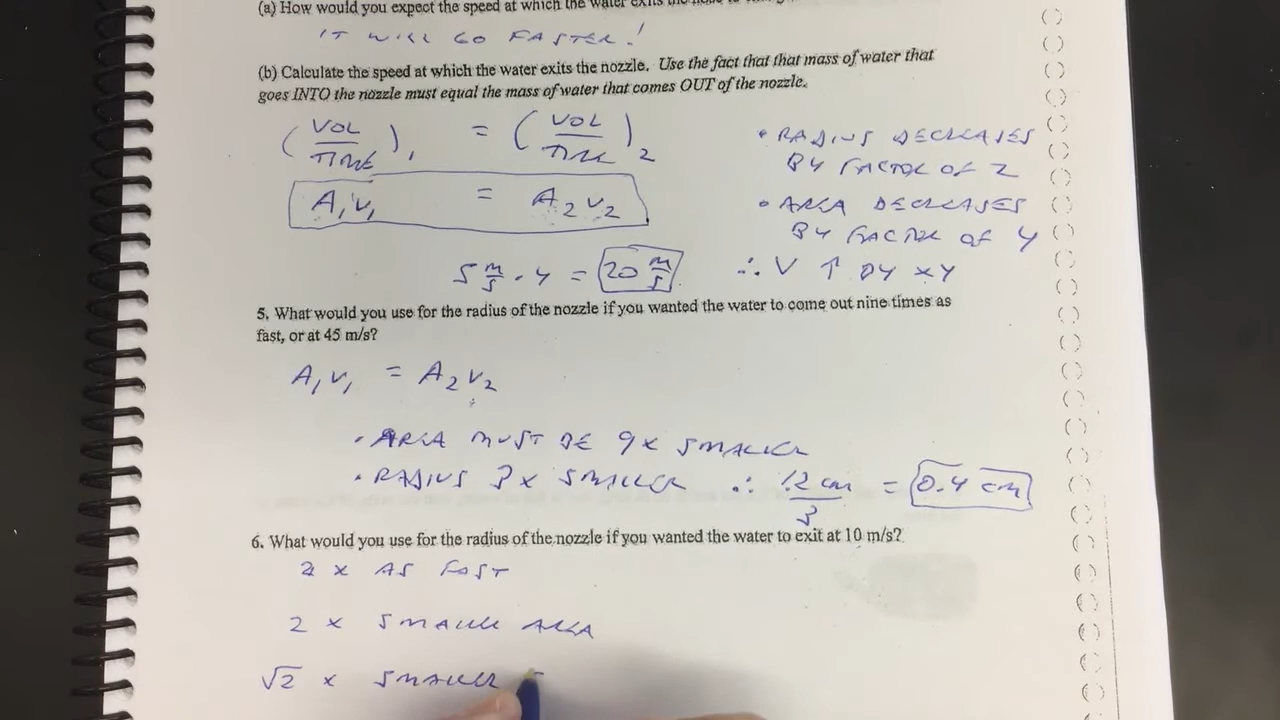 (a) How would you expect the speed at which the water exits the
IT WILL GO FASTER!
(b) Calculate the speed at which the water exits the nozzle. Use the fact that that mass of water that
goes INTO the nozzle must equal the mass of water that comes OUT of the nozzle.
(VOL/TIME)₁ = (VOL/TIME)₂
A₁V₁ = A₂V₂
• RADIUS DECREASES
BY FACTOR OF 2
• AREA DECREASES
BY FACTOR OF 4
5 m/s · 4 = 20 m/s
∴ V ↑ BY x4
5. What would you use for the radius of the nozzle if you wanted the water to come out nine times as
fast, or at 45 m/s?
A₁V₁ = A₂V₂
• AREA MUST BE 9x SMALLER
• RADIUS 3x SMALLER ∴ 1.2 cm/3 = 0.4 cm
6. What would you use for the radius of the nozzle if you wanted the water to exit at 10 m/s?
2 x AS FAST
2 x SMALLER AREA
√2 x SMALLER